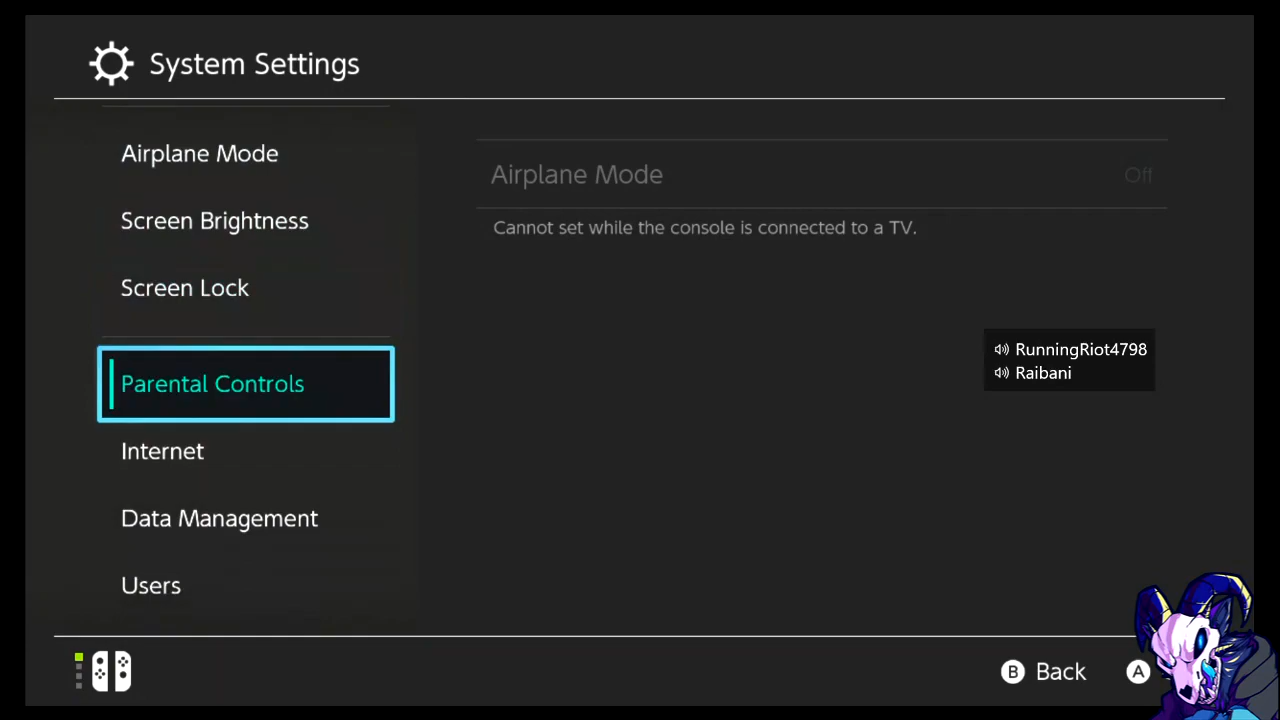 System Settings
Airplane Mode
Screen Brightness
Screen Lock
Parental Controls
Internet
Data Management
Users
Airplane Mode Off
Cannot set while the console is connected to a TV.
RunningRiot4798
Raibani
B Back A